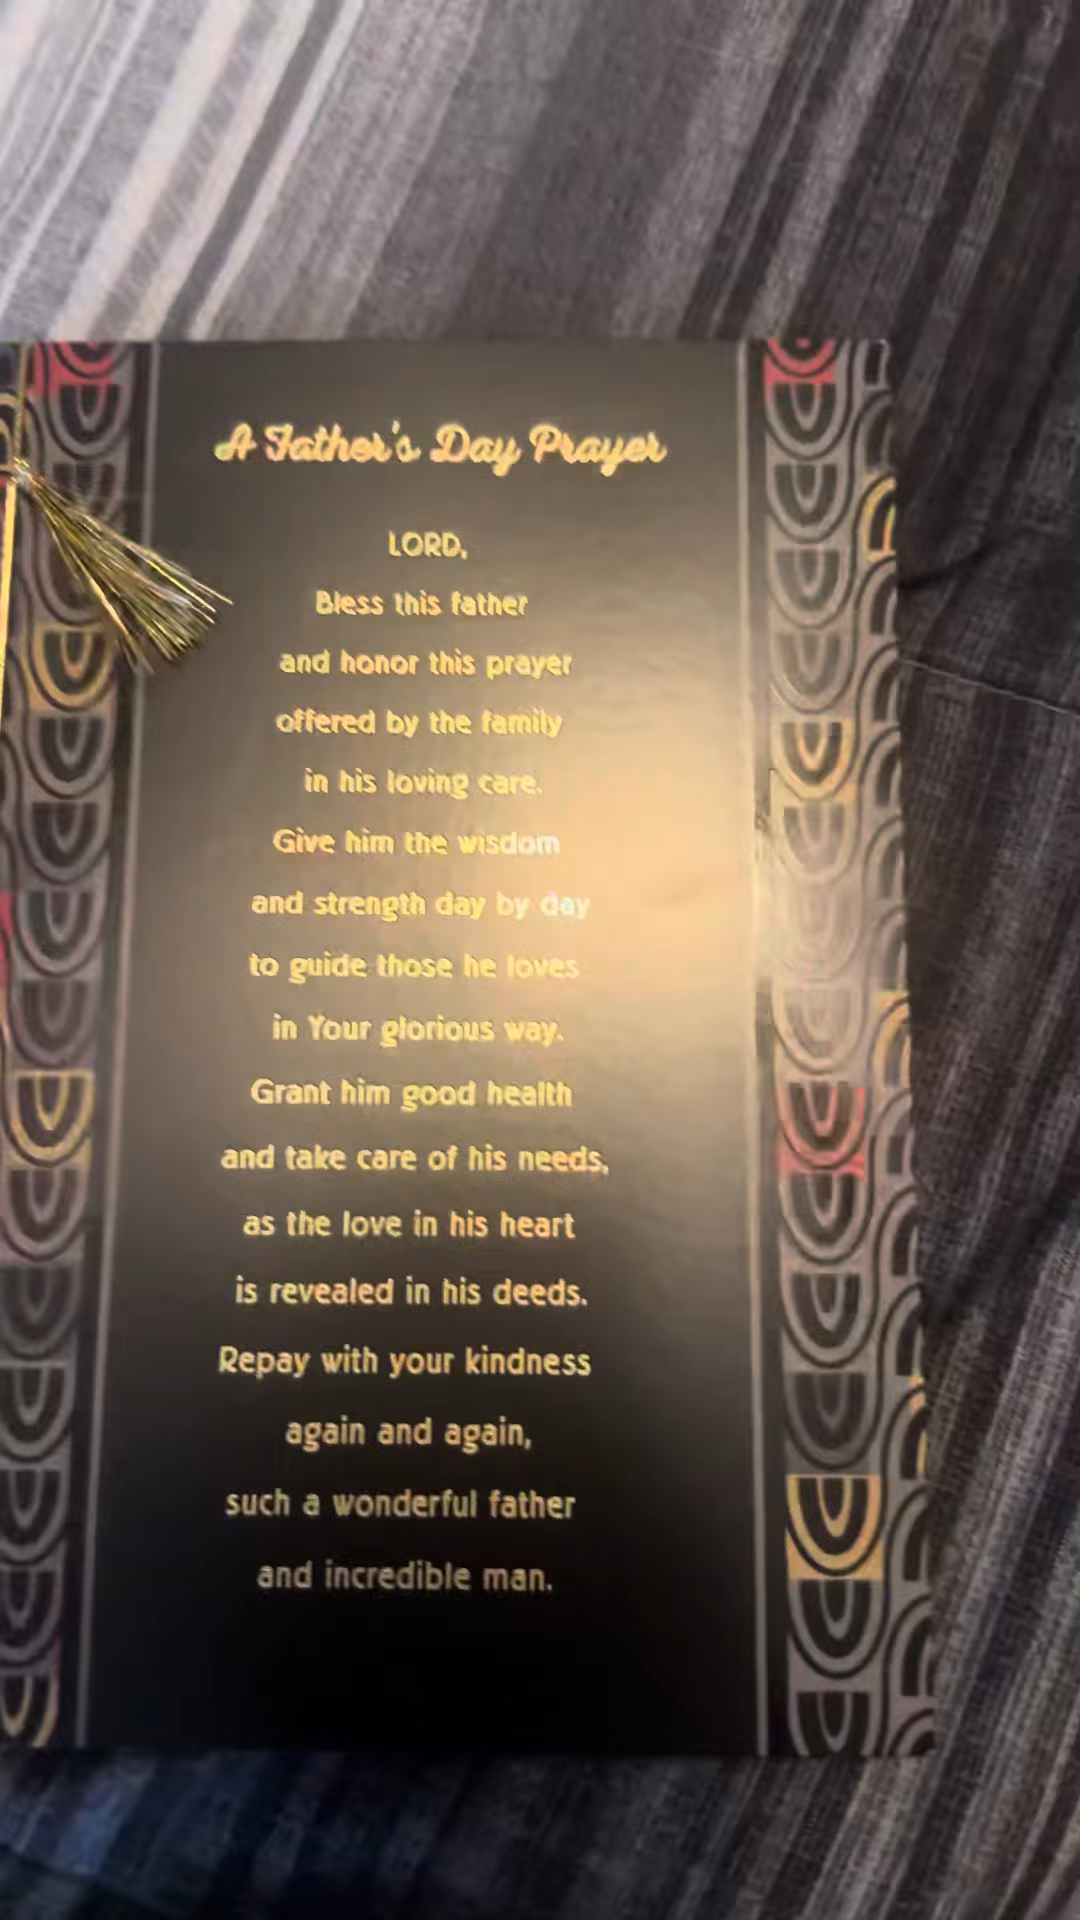 A Father's Day Prayer
LORD,
Bless this father
and honor this prayer
offered by the family
in his loving care.
Give him the wisdom
and strength day by day
to guide those he loves
in Your glorious way.
Grant him good health
and take care of his needs,
as the love in his heart
is revealed in his deeds.
Repay with your kindness
again and again,
such a wonderful father
and incredible man.